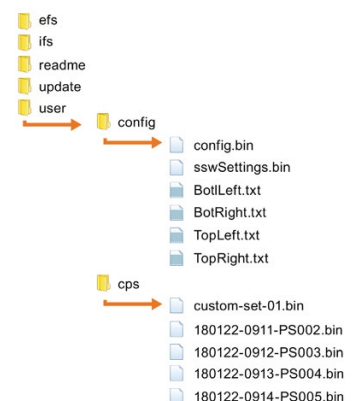 efs
ifs
readme
update
user
config
config.bin
sswSettings.bin
BotlLeft.txt
BotRight.txt
TopLeft.txt
TopRight.txt
cps
custom-set-01.bin
180122-0911-PS002.bin
180122-0912-PS003.bin
180122-0913-PS004.bin
180122-0914-PS005.bin